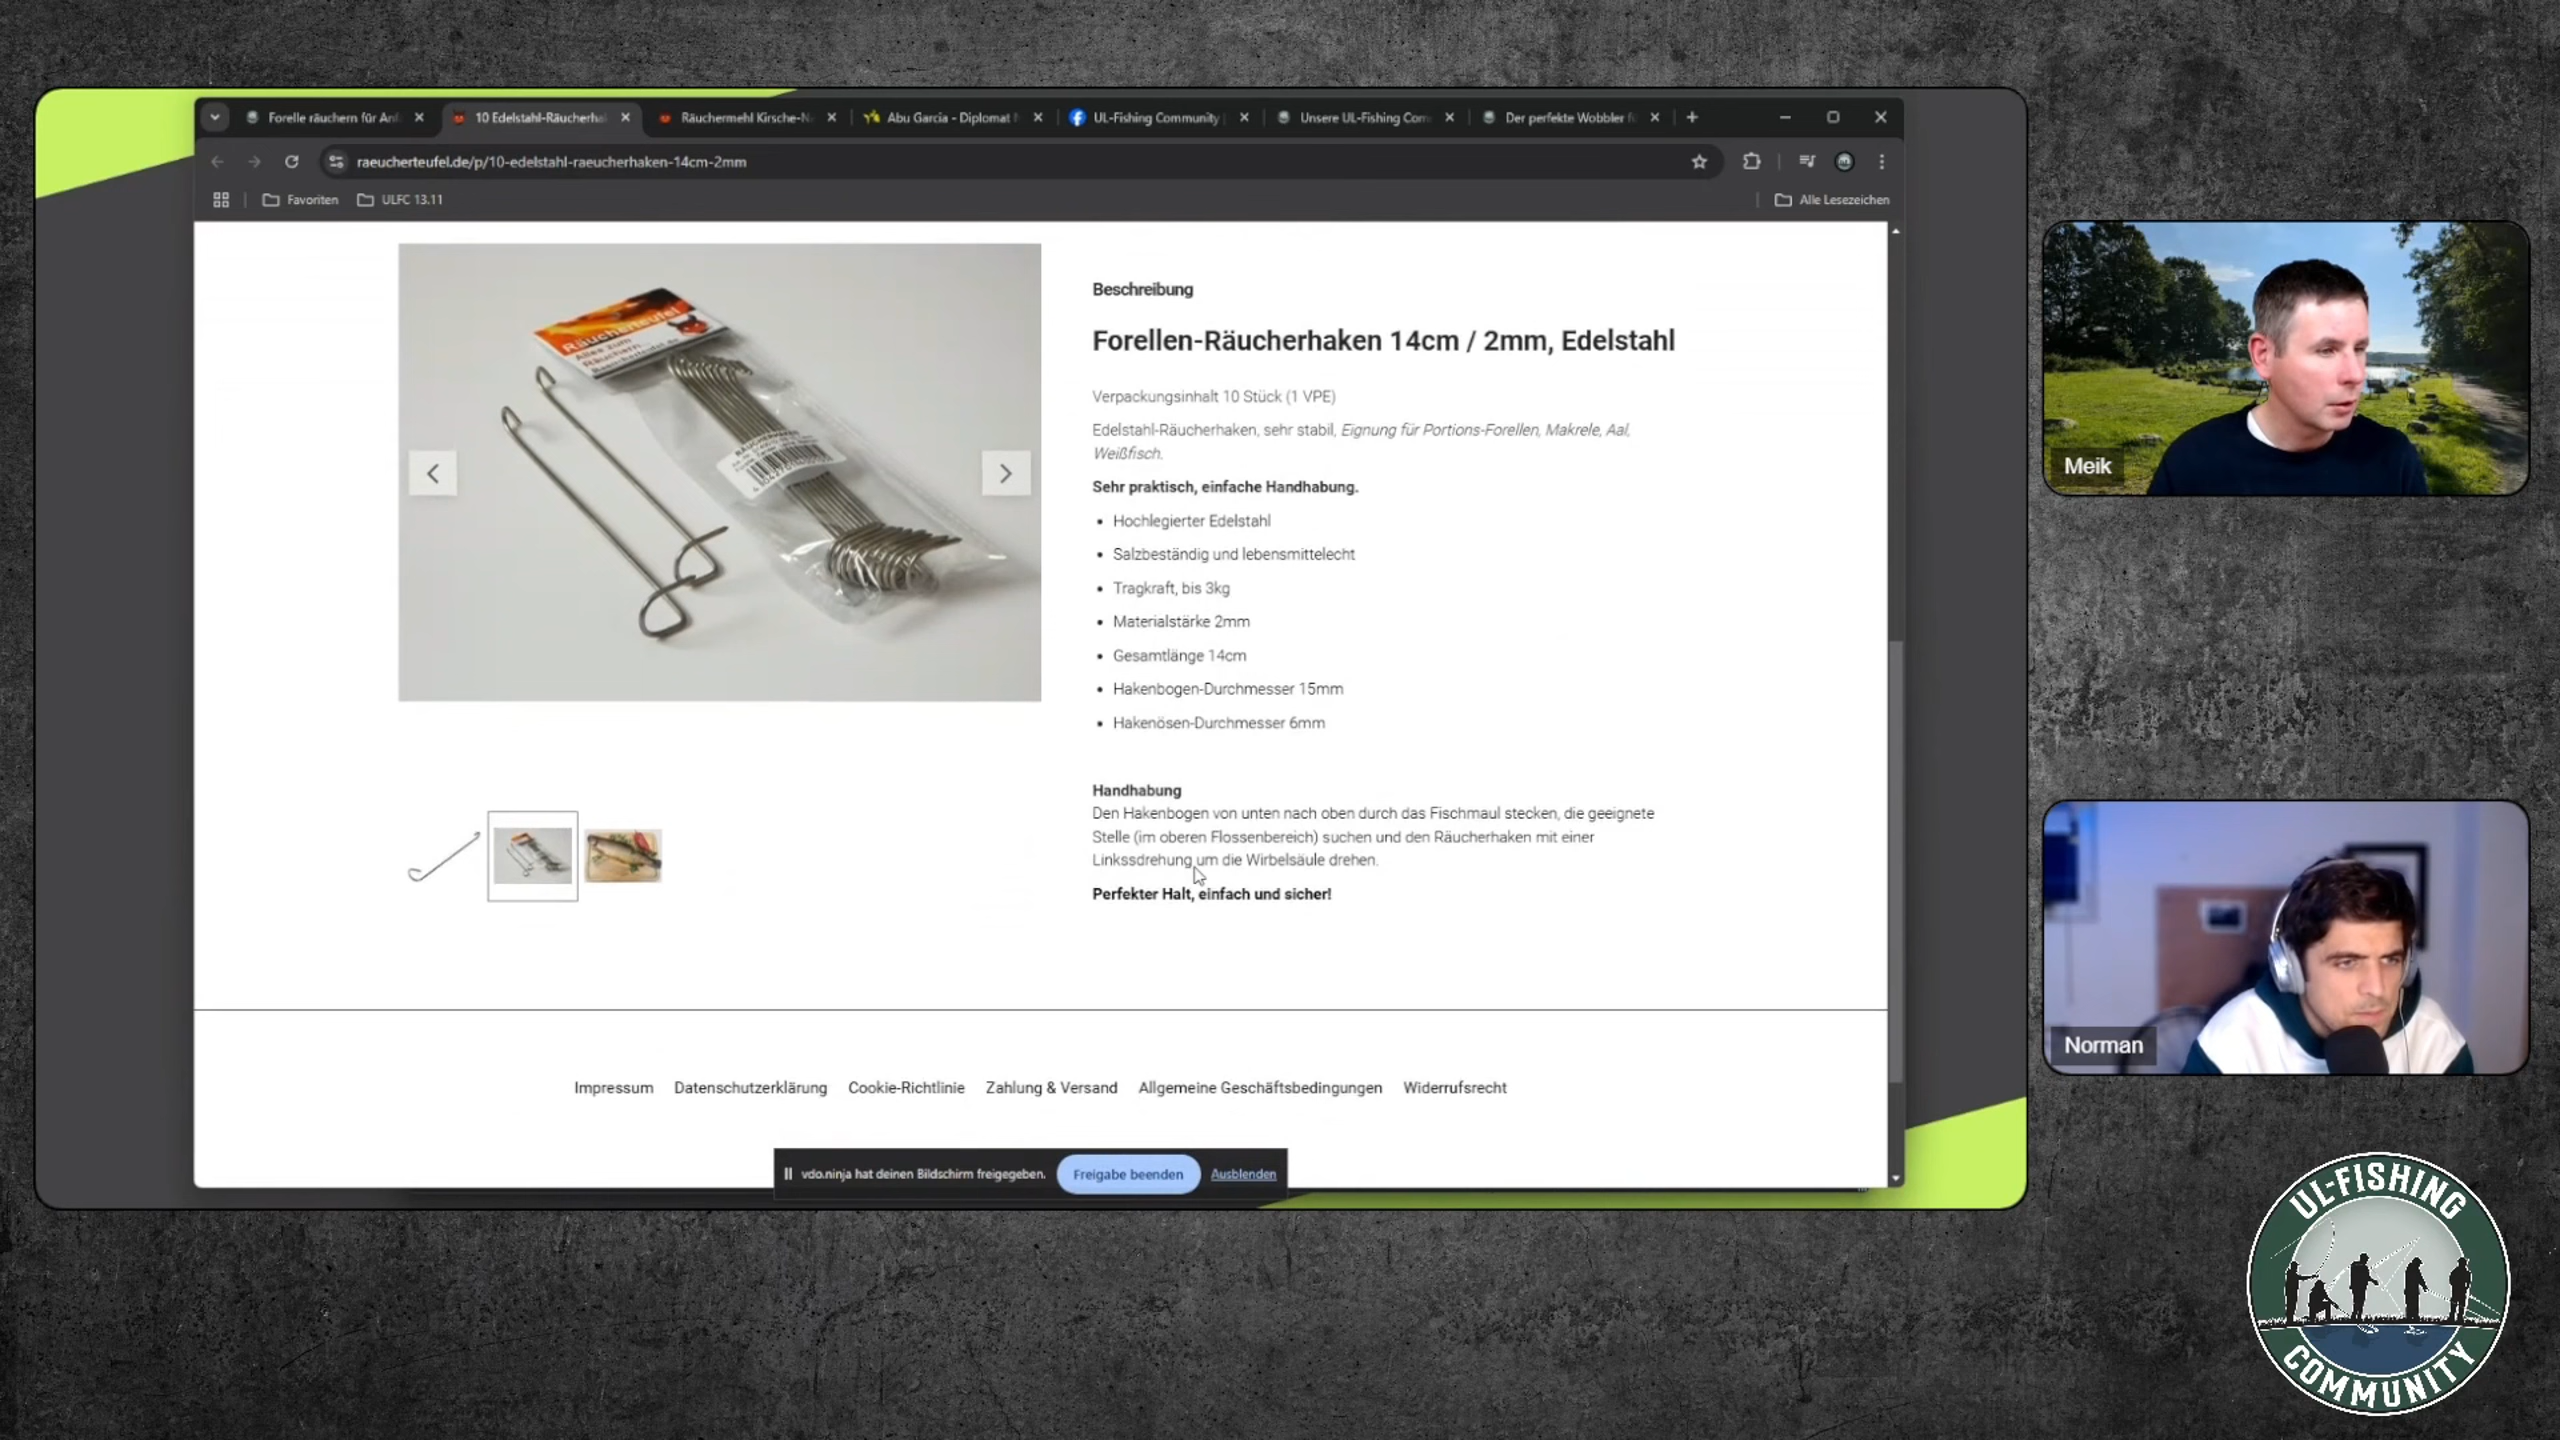 Forelle räuchern für Anf
10 Edelstahl-Räucherha
Räuchermehl Kirsche-N
Abu Garcia - Diplomat
UL-Fishing Community
Unsere UL-Fishing Com
Der perfekte Wobbler f
raeucherteufel.de/p/10-edelstahl-raeucherhaken-14cm-2mm
Favoriten
ULFC 13.11
Alle Lesezeichen
Räucherteufel
Alles zum
Räuchern...
RÄUCHERHAKEN
Beschreibung
Forellen-Räucherhaken 14cm / 2mm, Edelstahl
Verpackungsinhalt 10 Stück (1 VPE)
Edelstahl-Räucherhaken, sehr stabil, Eignung für Portions-Forellen, Makrele, Aal,
Weißfisch.
Sehr praktisch, einfache Handhabung.
• Hochlegierter Edelstahl
• Salzbeständig und lebensmittelecht
• Tragkraft, bis 3kg
• Materialstärke 2mm
• Gesamtlänge 14cm
• Hakenbogen-Durchmesser 15mm
• Hakenösen-Durchmesser 6mm
Handhabung
Den Hakenbogen von unten nach oben durch das Fischmaul stecken, die geeignete
Stelle (im oberen Flossenbereich) suchen und den Räucherhaken mit einer
Linkssdrehung um die Wirbelsäule drehen.
Perfekter Halt, einfach und sicher!
Impressum
Datenschutzerklärung
Cookie-Richtlinie
Zahlung & Versand
Allgemeine Geschäftsbedingungen
Widerrufsrecht
vdo.ninja hat deinen Bildschirm freigegeben.
Freigabe beenden
Ausblenden
Meik
Norman
UL-FISHING
COMMUNITY